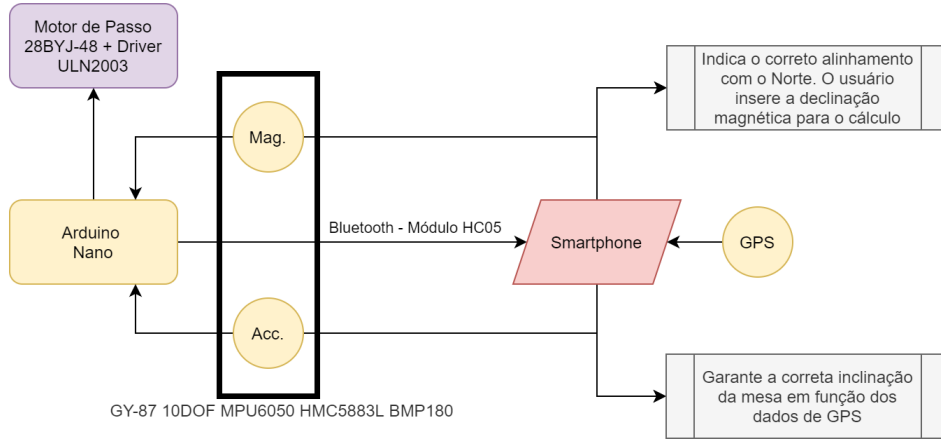 Motor de Passo
28BYJ-48 + Driver
ULN2003
Indica o correto alinhamento
com o Norte. O usuário
insere a declinação
magnética para o cálculo
Mag.
Arduino
Nano
Bluetooth - Módulo HC05
Smartphone
GPS
Acc.
Garante a correta inclinação
da mesa em função dos
dados de GPS
GY-87 10DOF MPU6050 HMC5883L BMP180